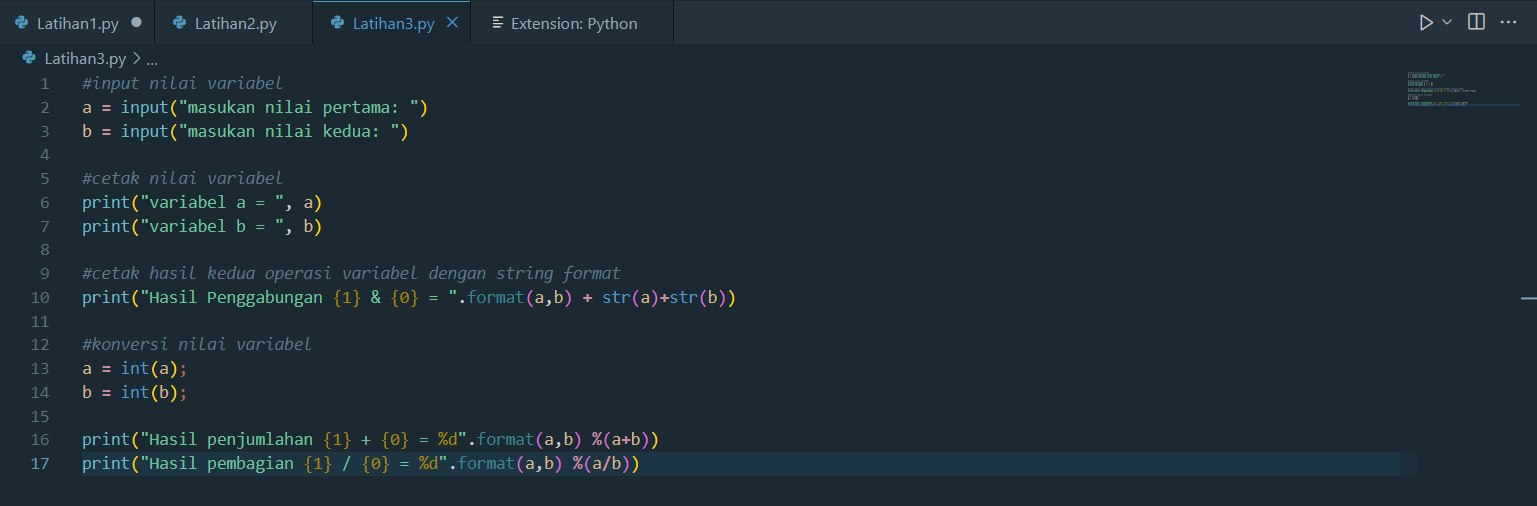 Latihan1.py Latihan2.py Latihan3.py Extension: Python
Latihan3.py > ...
1 #input nilai variabel
2 a = input("masukan nilai pertama: ")
3 b = input("masukan nilai kedua: ")
4
5 #cetak nilai variabel
6 print("variabel a = ", a)
7 print("variabel b = ", b)
8
9 #cetak hasil kedua operasi variabel dengan string format
10 print("Hasil Penggabungan {1} & {0} = ".format(a,b) + str(a)+str(b))
11
12 #konversi nilai variabel
13 a = int(a);
14 b = int(b);
15
16 print("Hasil penjumlahan {1} + {0} = %d".format(a,b) %(a+b))
17 print("Hasil pembagian {1} / {0} = %d".format(a,b) %(a/b))